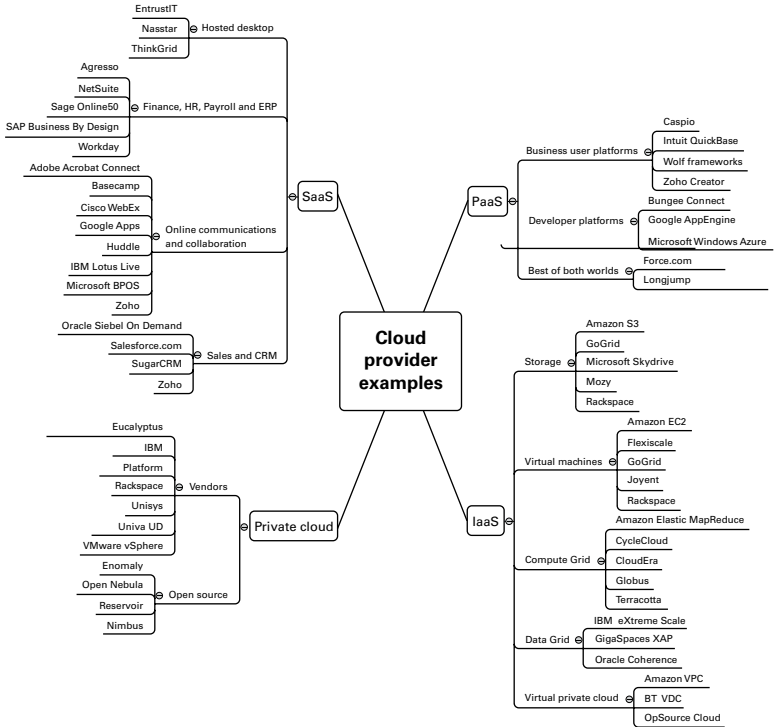 Cloud
provider
examples
SaaS
Hosted desktop
EntrustIT
Nasstar
ThinkGrid
Finance, HR, Payroll and ERP
Agresso
NetSuite
Sage Online50
SAP Business By Design
Workday
Online communications
and collaboration
Adobe Acrobat Connect
Basecamp
Cisco WebEx
Google Apps
Huddle
IBM Lotus Live
Microsoft BPOS
Zoho
Sales and CRM
Oracle Siebel On Demand
Salesforce.com
SugarCRM
Zoho
PaaS
Business user platforms
Caspio
Intuit QuickBase
Wolf frameworks
Zoho Creator
Developer platforms
Bungee Connect
Google AppEngine
Microsoft Windows Azure
Best of both worlds
Force.com
Longjump
Private cloud
Vendors
Eucalyptus
IBM
Platform
Rackspace
Unisys
Univa UD
VMware vSphere
Open source
Enomaly
Open Nebula
Reservoir
Nimbus
IaaS
Storage
Amazon S3
GoGrid
Microsoft Skydrive
Mozy
Rackspace
Virtual machines
Amazon EC2
Flexiscale
GoGrid
Joyent
Rackspace
Compute Grid
Amazon Elastic MapReduce
CycleCloud
CloudEra
Globus
Terracotta
Data Grid
IBM eXtreme Scale
GigaSpaces XAP
Oracle Coherence
Virtual private cloud
Amazon VPC
BT VDC
OpSource Cloud